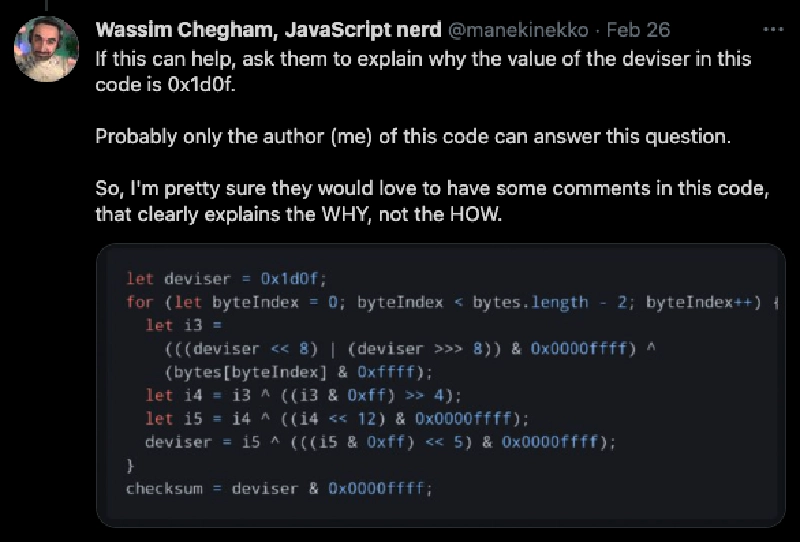 Wassim Chegham, JavaScript nerd @manekinekko · Feb 26 ...
If this can help, ask them to explain why the value of the deviser in this
code is 0x1d0f.
Probably only the author (me) of this code can answer this question.
So, I'm pretty sure they would love to have some comments in this code,
that clearly explains the WHY, not the HOW.
let deviser = 0x1d0f;
for (let byteIndex = 0; byteIndex < bytes.length - 2; byteIndex++) {
let i3 =
(((deviser << 8) | (deviser >>> 8)) & 0x0000ffff) ^
(bytes[byteIndex] & 0xffff);
let i4 = i3 ^ ((i3 & 0xff) >> 4);
let i5 = i4 ^ ((i4 << 12) & 0x0000ffff);
deviser = i5 ^ (((i5 & 0xff) << 5) & 0x0000ffff);
}
checksum = deviser & 0x0000ffff;